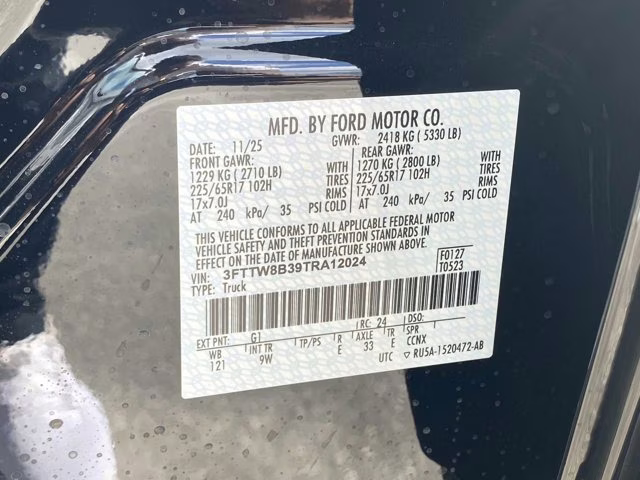 MFD. BY FORD MOTOR CO.
DATE: 11/25 GVWR: 2418 KG ( 5330 LB)
FRONT GAWR: REAR GAWR:
1229 KG ( 2710 LB) WITH 1270 KG ( 2800 LB) WITH
225/65R17 102H TIRES 225/65R17 102H TIRES
17x7.0J RIMS 17x7.0J RIMS
AT 240 kPa/ 35 PSI COLD AT 240 kPa/ 35 PSI COLD
THIS VEHICLE CONFORMS TO ALL APPLICABLE FEDERAL MOTOR
VEHICLE SAFETY STANDARDS AND THEFT PREVENTION STANDARDS IN
EFFECT ON THE DATE OF MANUFACTURE SHOWN ABOVE.
VIN: 3FTTW8B39TRA12024 F0127
TYPE: Truck T0523
EXT PNT: G1 RC: 24 DSO:
WB INT TR TP/PS R AXLE TR SPR
121 9W E 33 E CCNX
UTC ▽ RU5A-1520472-AB